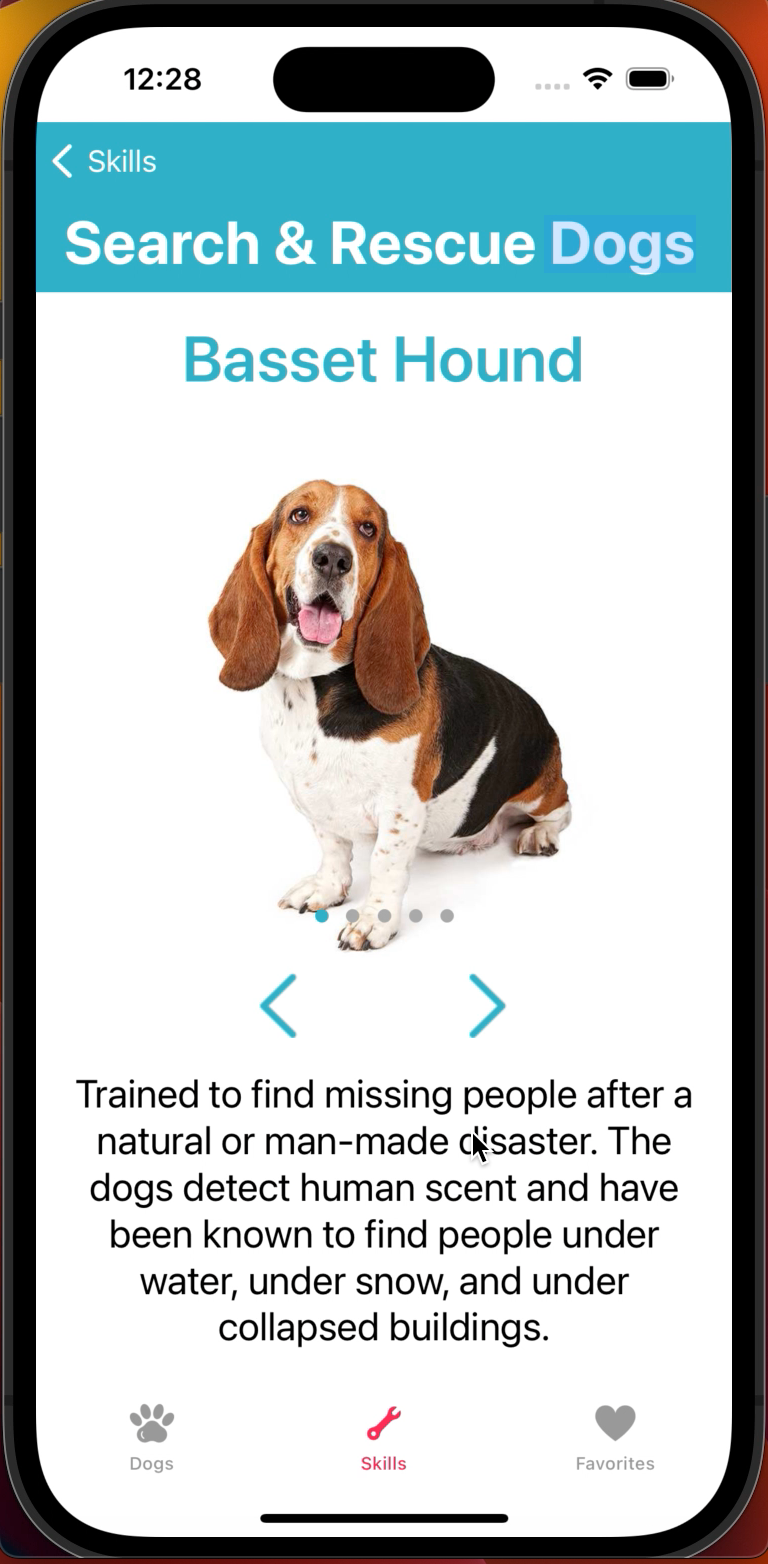 12:28
Skills
Search & Rescue Dogs
Basset Hound
Trained to find missing people after a
natural or man-made disaster. The
dogs detect human scent and have
been known to find people under
water, under snow, and under
collapsed buildings.
Dogs
Skills
Favorites